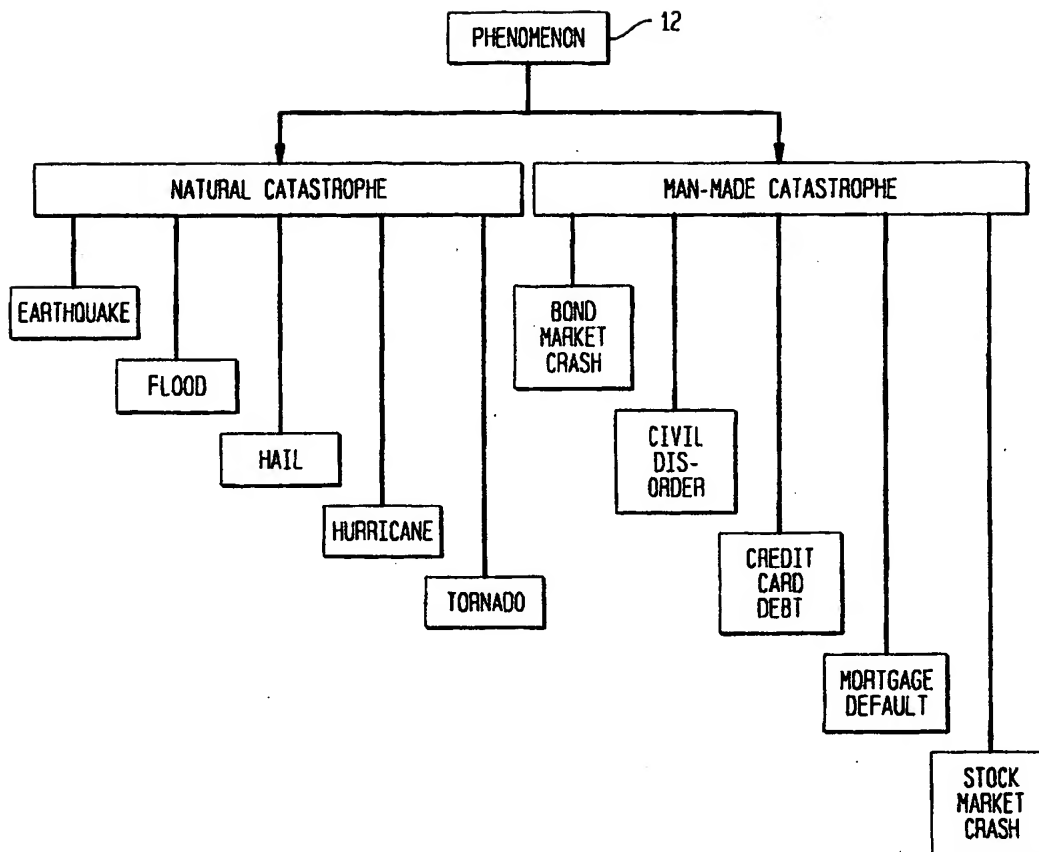 PHENOMENON
12
NATURAL CATASTROPHE
MAN-MADE CATASTROPHE
EARTHQUAKE
FLOOD
HAIL
HURRICANE
TORNADO
BOND
MARKET
CRASH
CIVIL
DIS-
ORDER
CREDIT
CARD
DEBT
MORTGAGE
DEFAULT
STOCK
MARKET
CRASH